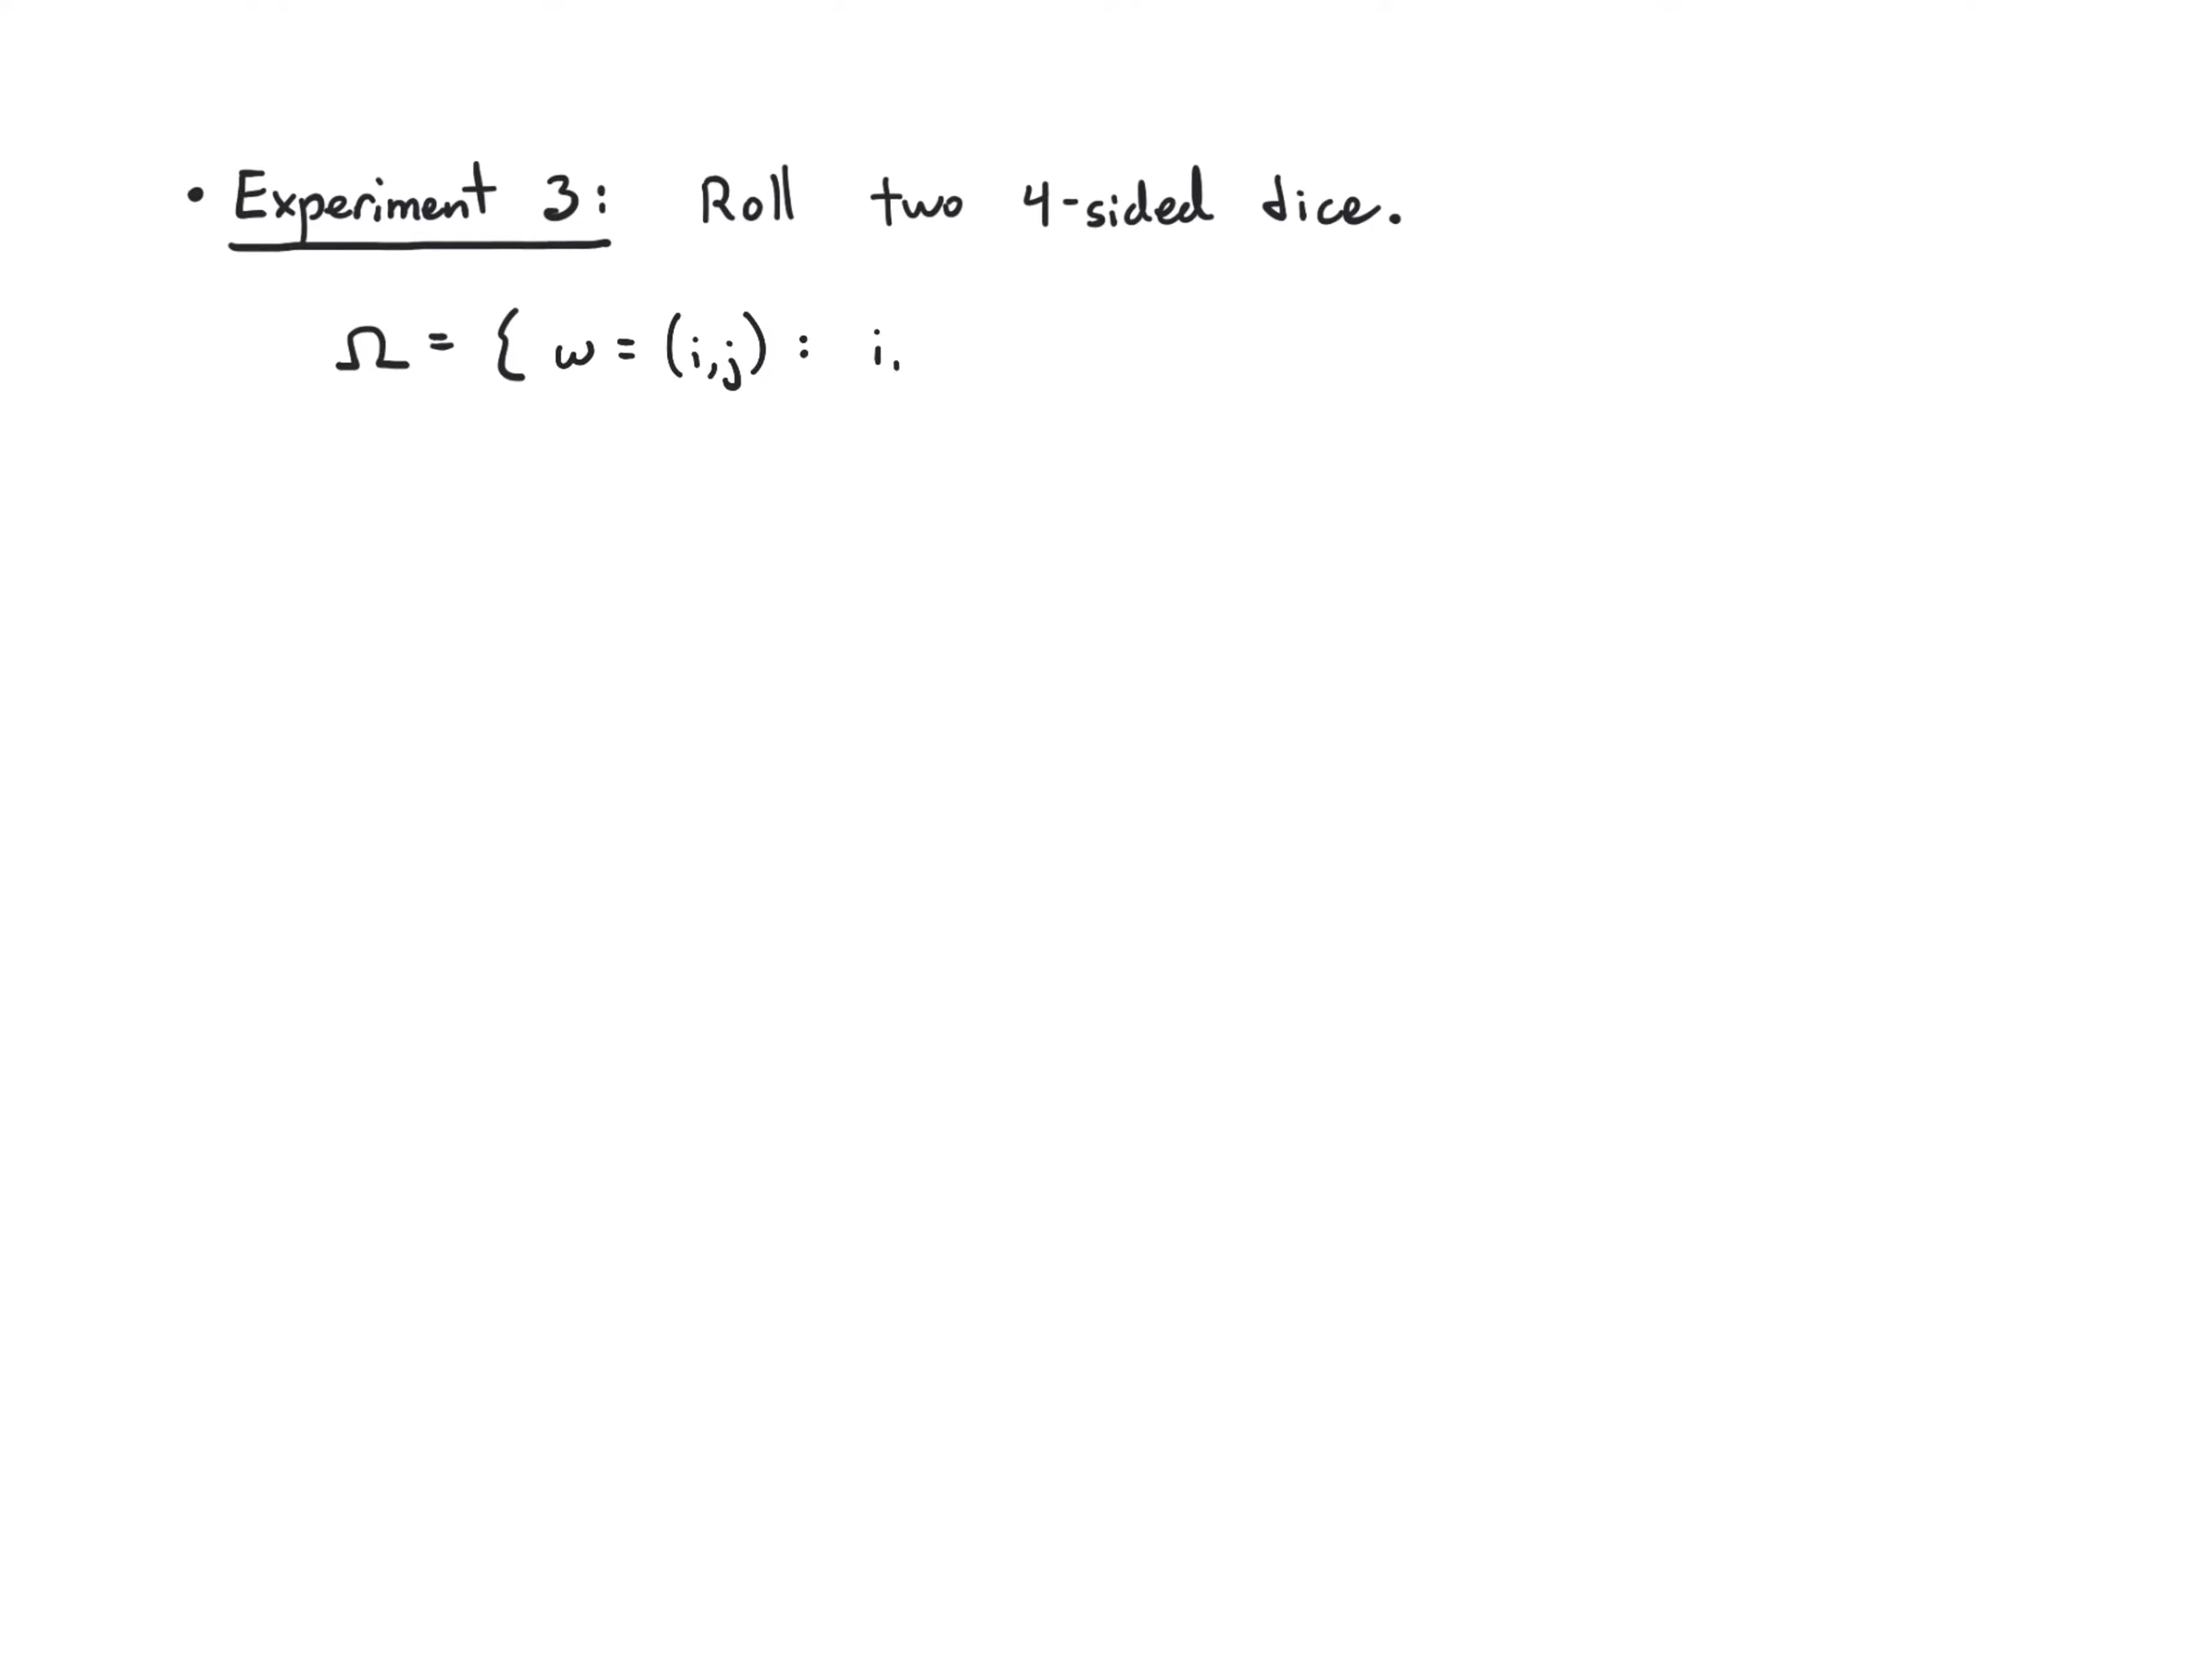 • Experiment 3: Roll two 4-sided dice.
Ω = { ω = (i,j) : i,